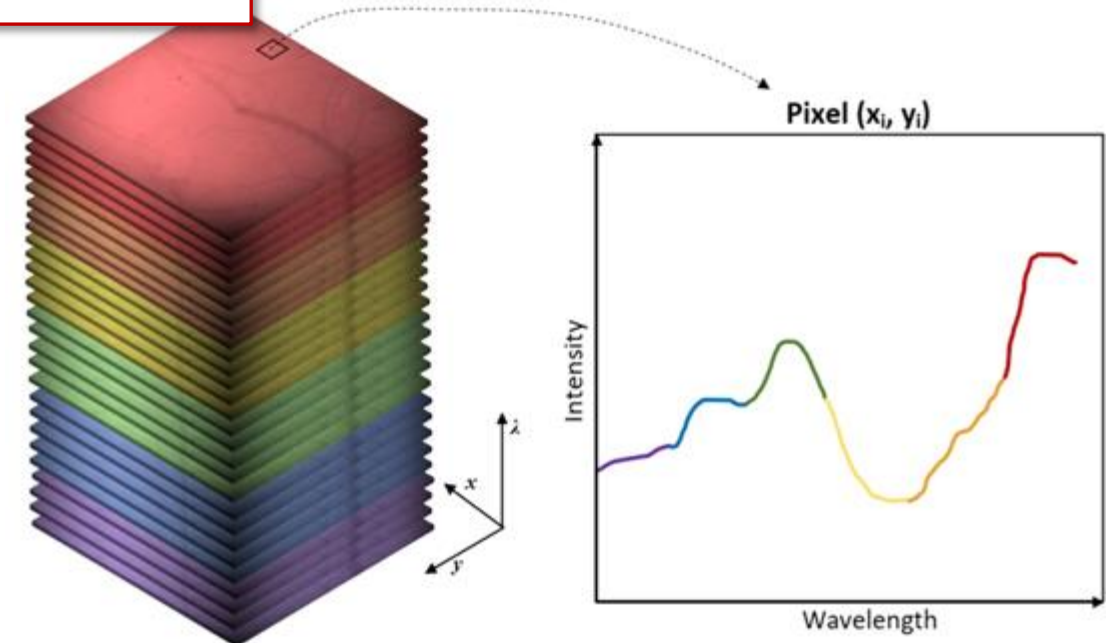 Pixel (xᵢ, yᵢ)
Intensity
λ
x
y
Wavelength